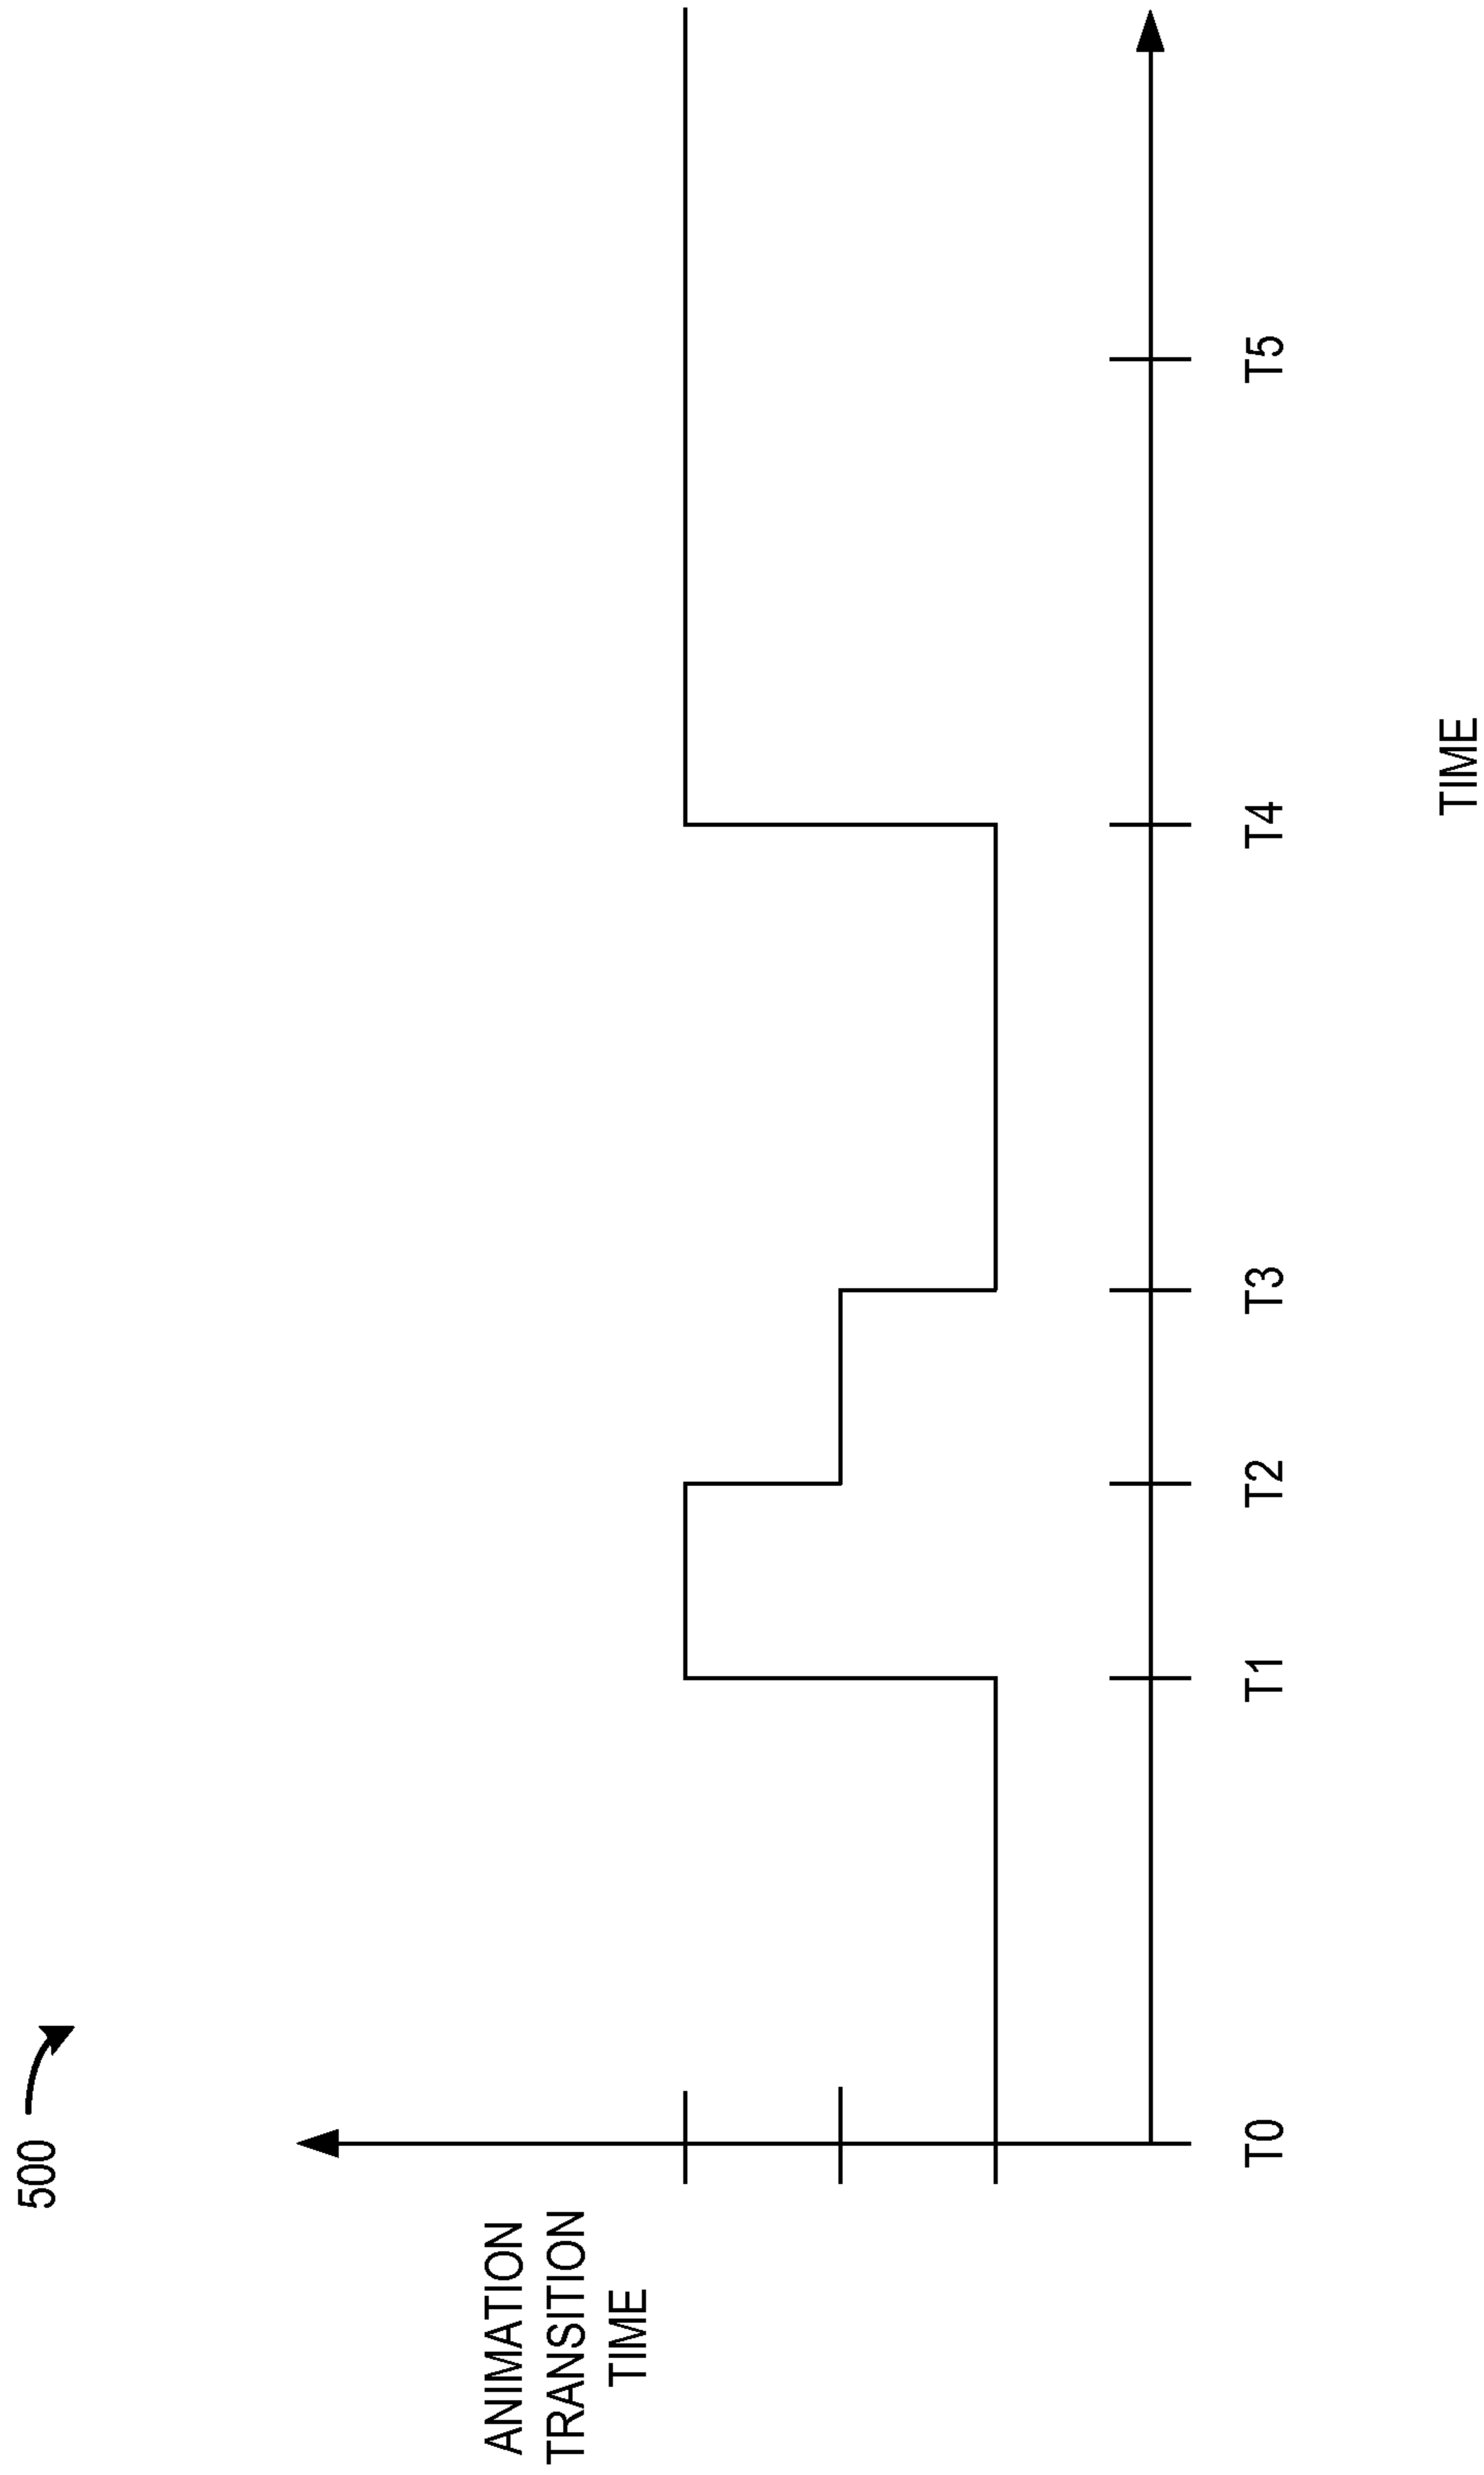 500
ANIMATION
TRANSITION
TIME
T0 T1 T2 T3 T4 T5
TIME